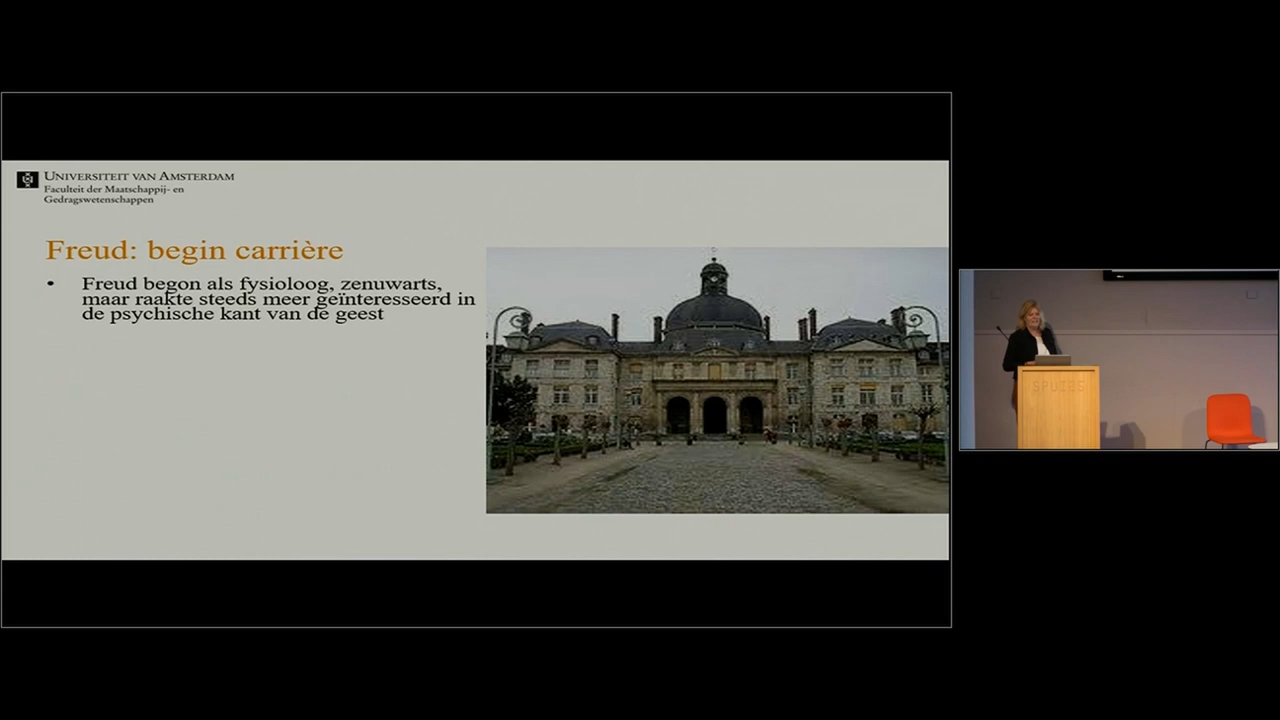 UNIVERSITEIT VAN AMSTERDAM
Faculteit der Maatschappij- en
Gedragswetenschappen
Freud: begin carrière
• Freud begon als fysioloog, zenuwarts,
maar raakte steeds meer geïnteresseerd in
de psychische kant van de geest